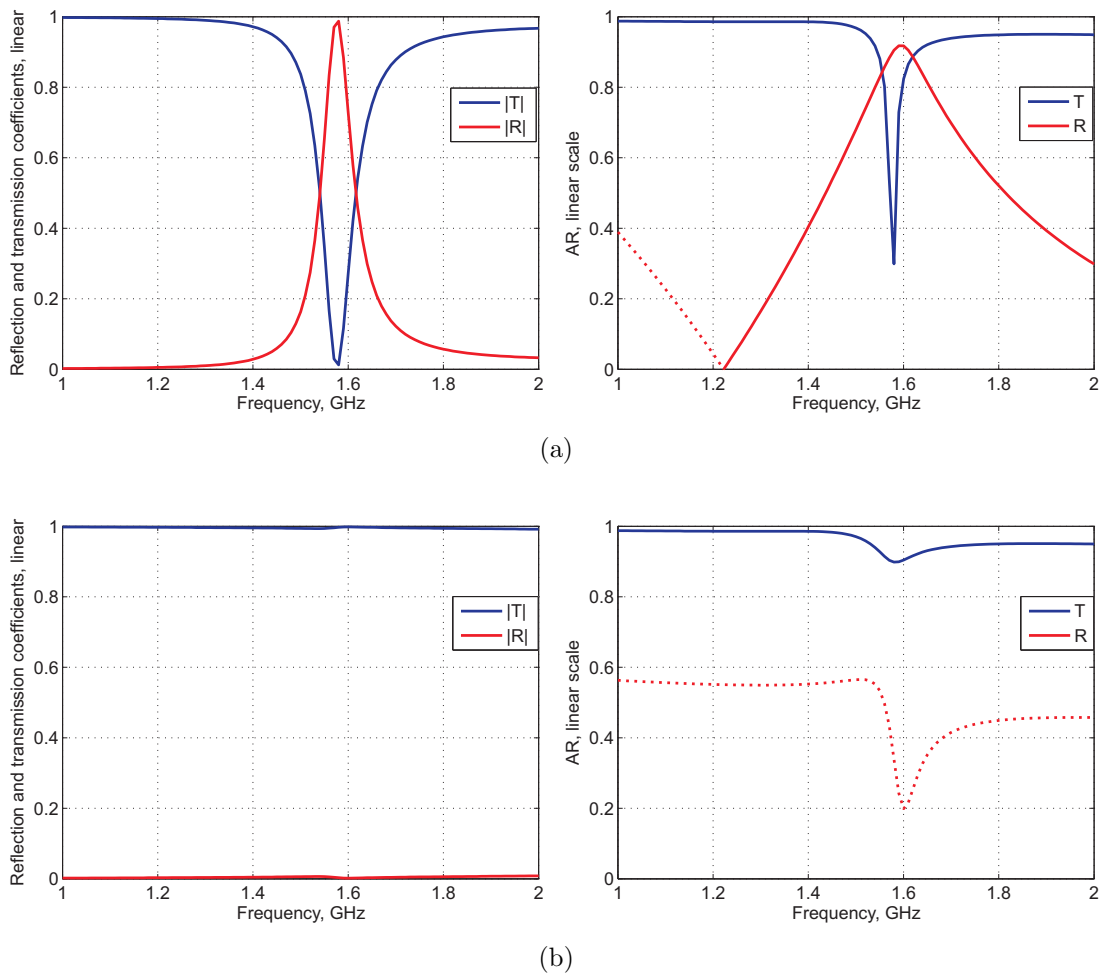 Reflection and transmission coefficients, linear
1
0.8
0.6
0.4
0.2
0
1
1.2
1.4
1.6
1.8
2
Frequency, GHz
|T|
|R|
AR, linear scale
1
0.8
0.6
0.4
0.2
0
1
1.2
1.4
1.6
1.8
2
Frequency, GHz
T
R
(a)
Reflection and transmission coefficients, linear
1
0.8
0.6
0.4
0.2
0
1
1.2
1.4
1.6
1.8
2
Frequency, GHz
|T|
|R|
AR, linear scale
1
0.8
0.6
0.4
0.2
0
1
1.2
1.4
1.6
1.8
2
Frequency, GHz
T
R
(b)